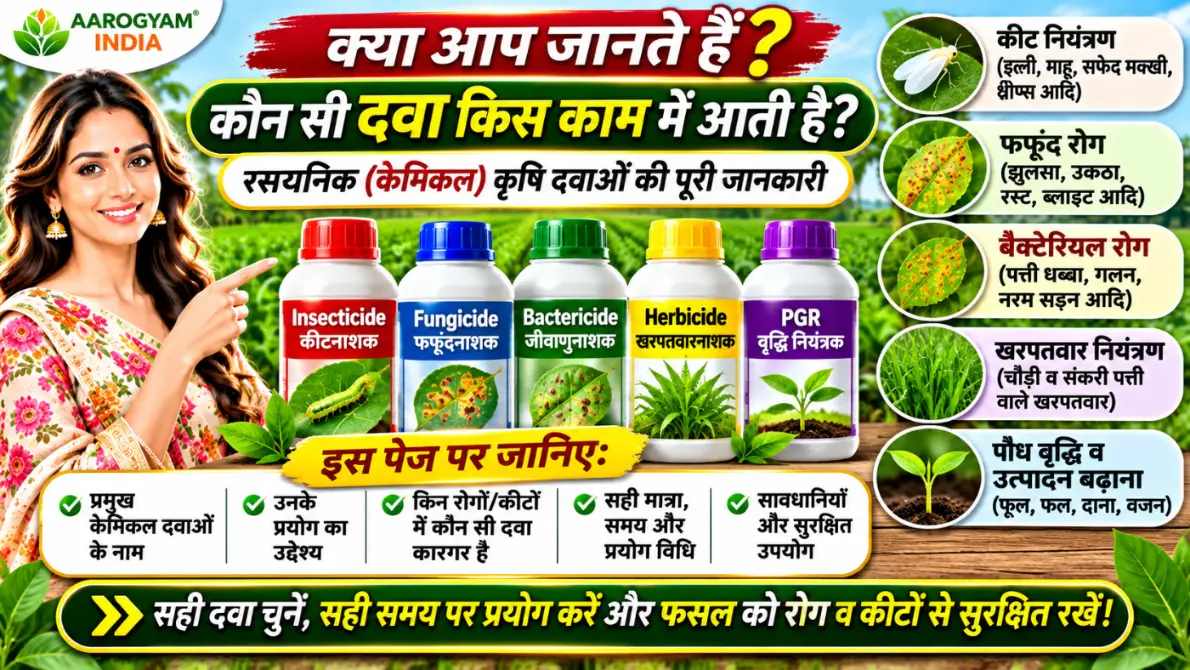 AAROGYAM®
INDIA
क्या आप जानते हैं?
कौन सी दवा किस काम में आती है?
रसयनिक (केमिकल) कृषि दवाओं की पूरी जानकारी
Insecticide
कीटनाशक
Fungicide
फफूंदनाशक
Bactericide
जीवाणुनाशक
Herbicide
खरपतवारनाशक
PGR
वृद्धि नियंत्रक
कीट नियंत्रण
(इल्ली, माहू, सफेद मक्खी,
थ्रीप्स आदि)
फफूंद रोग
(झुलसा, उकठा,
रस्ट, ब्लाइट आदि)
बैक्टेरियल रोग
(पत्ती धब्बा, गलन,
नरम सड़न आदि)
खरपतवार नियंत्रण
(चौड़ी व संकरी पत्ती
वाले खरपतवार)
पौध बृद्धि व
उत्पादन बढ़ाना
(फूल, फल, दाना, वजन)
इस पेज पर जानिए:
प्रमुख
केमिकल दवाओं
के नाम
उनके
प्रयोग का
उद्देश्य
किन रोगों/कीटों
में कौन सी दवा
कारगर है
सही मात्रा,
समय और
प्रयोग विधि
सावधानियों
और सुरक्षित
उपयोग
सही दवा चुनें, सही समय पर प्रयोग करें और फसल को रोग व कीटों से सुरक्षित रखें!